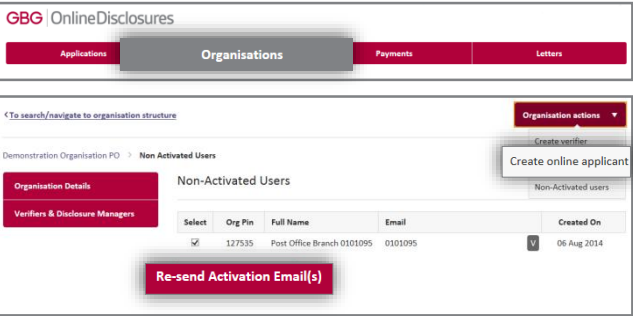 GBG OnlineDisclosures
Applications Organisations Payments Letters
<To search/navigate to organisation structure
Organisation actions ▼
Create verifier
Create online applicant
Non-Activated users
Demonstration Organisation PO > Non Activated Users
Organisation Details
Verifiers & Disclosure Managers
Non-Activated Users
Select Org Pin Full Name Email Created On
127535 Post Office Branch 0101095 0101095 V 06 Aug 2014
Re-send Activation Email(s)